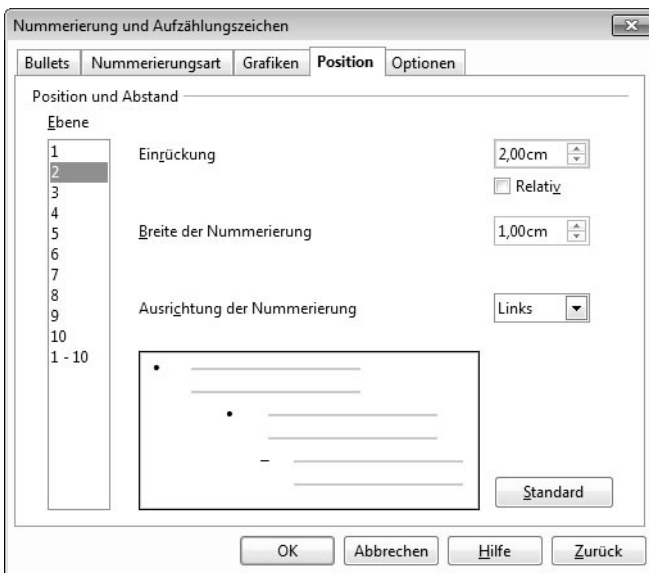 Nummerierung und Aufzählungszeichen
Bullets Nummerierungsart Grafiken Position Optionen
Position und Abstand
Ebene
1
2
3
4
5
6
7
8
9
10
1 - 10
Einrückung 2,00cm
Relativ
Breite der Nummerierung 1,00cm
Ausrichtung der Nummerierung Links
Standard
OK Abbrechen Hilfe Zurück